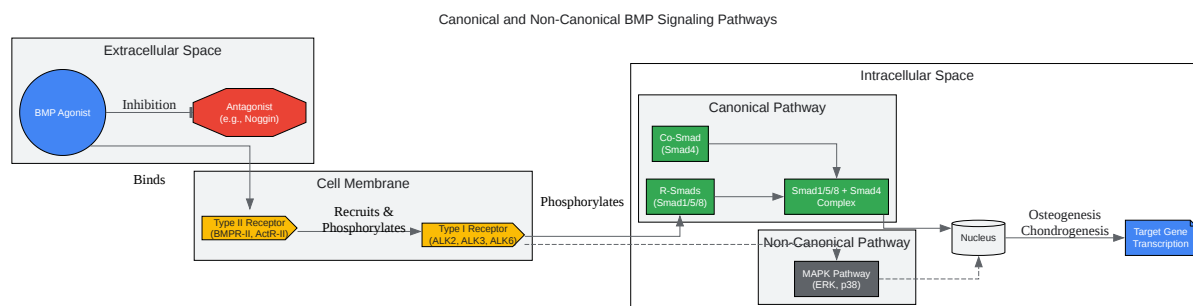 Canonical and Non-Canonical BMP Signaling Pathways
Extracellular Space
BMP Agonist
Inhibition
Antagonist
(e.g., Noggin)
Binds
Cell Membrane
Type II Receptor
(BMPR-II, ActR-II)
Recruits &
Phosphorylates
Type I Receptor
(ALK2, ALK3, ALK6)
Phosphorylates
Intracellular Space
Canonical Pathway
Co-Smad
(Smad4)
R-Smads
(Smad1/5/8)
Smad1/5/8 + Smad4
Complex
Non-Canonical Pathway
MAPK Pathway
(ERK, p38)
Nucleus
Osteogenesis
Chondrogenesis
Target Gene
Transcription